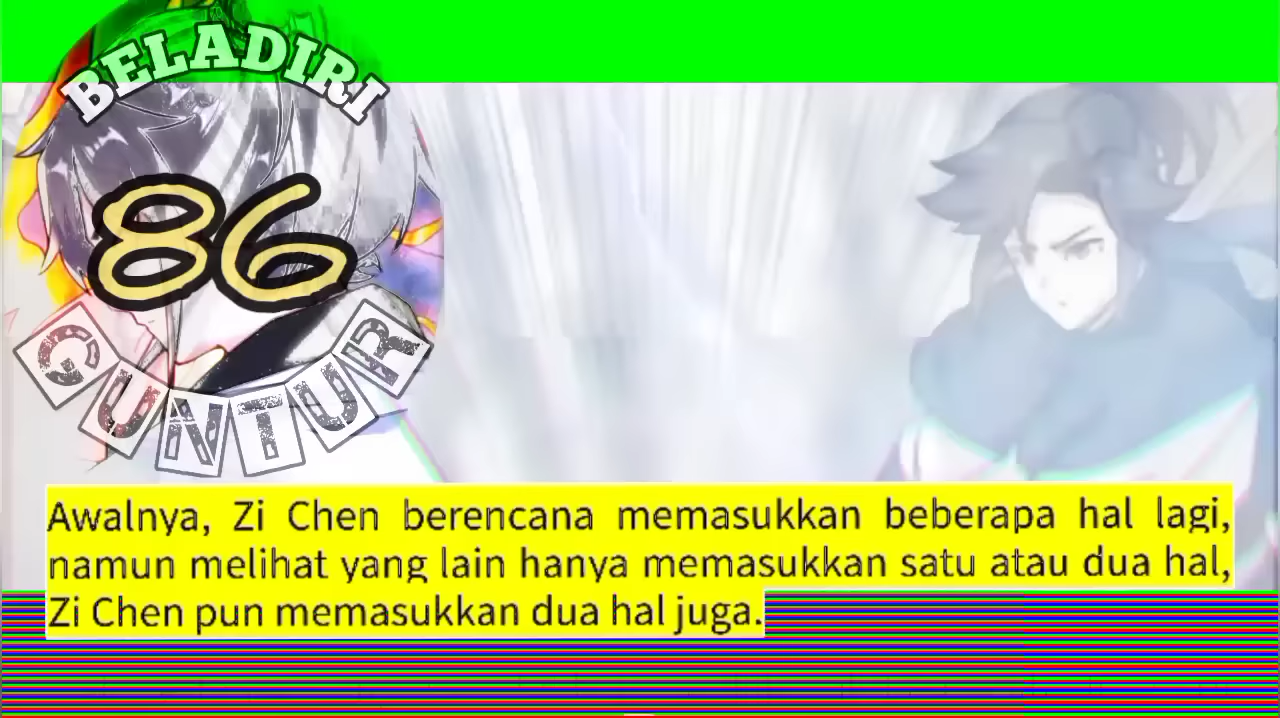 BELADIRI
86
GUNTUR
Awalnya, Zi Chen berencana memasukkan beberapa hal lagi,
namun melihat yang lain hanya memasukkan satu atau dua hal,
Zi Chen pun memasukkan dua hal juga.